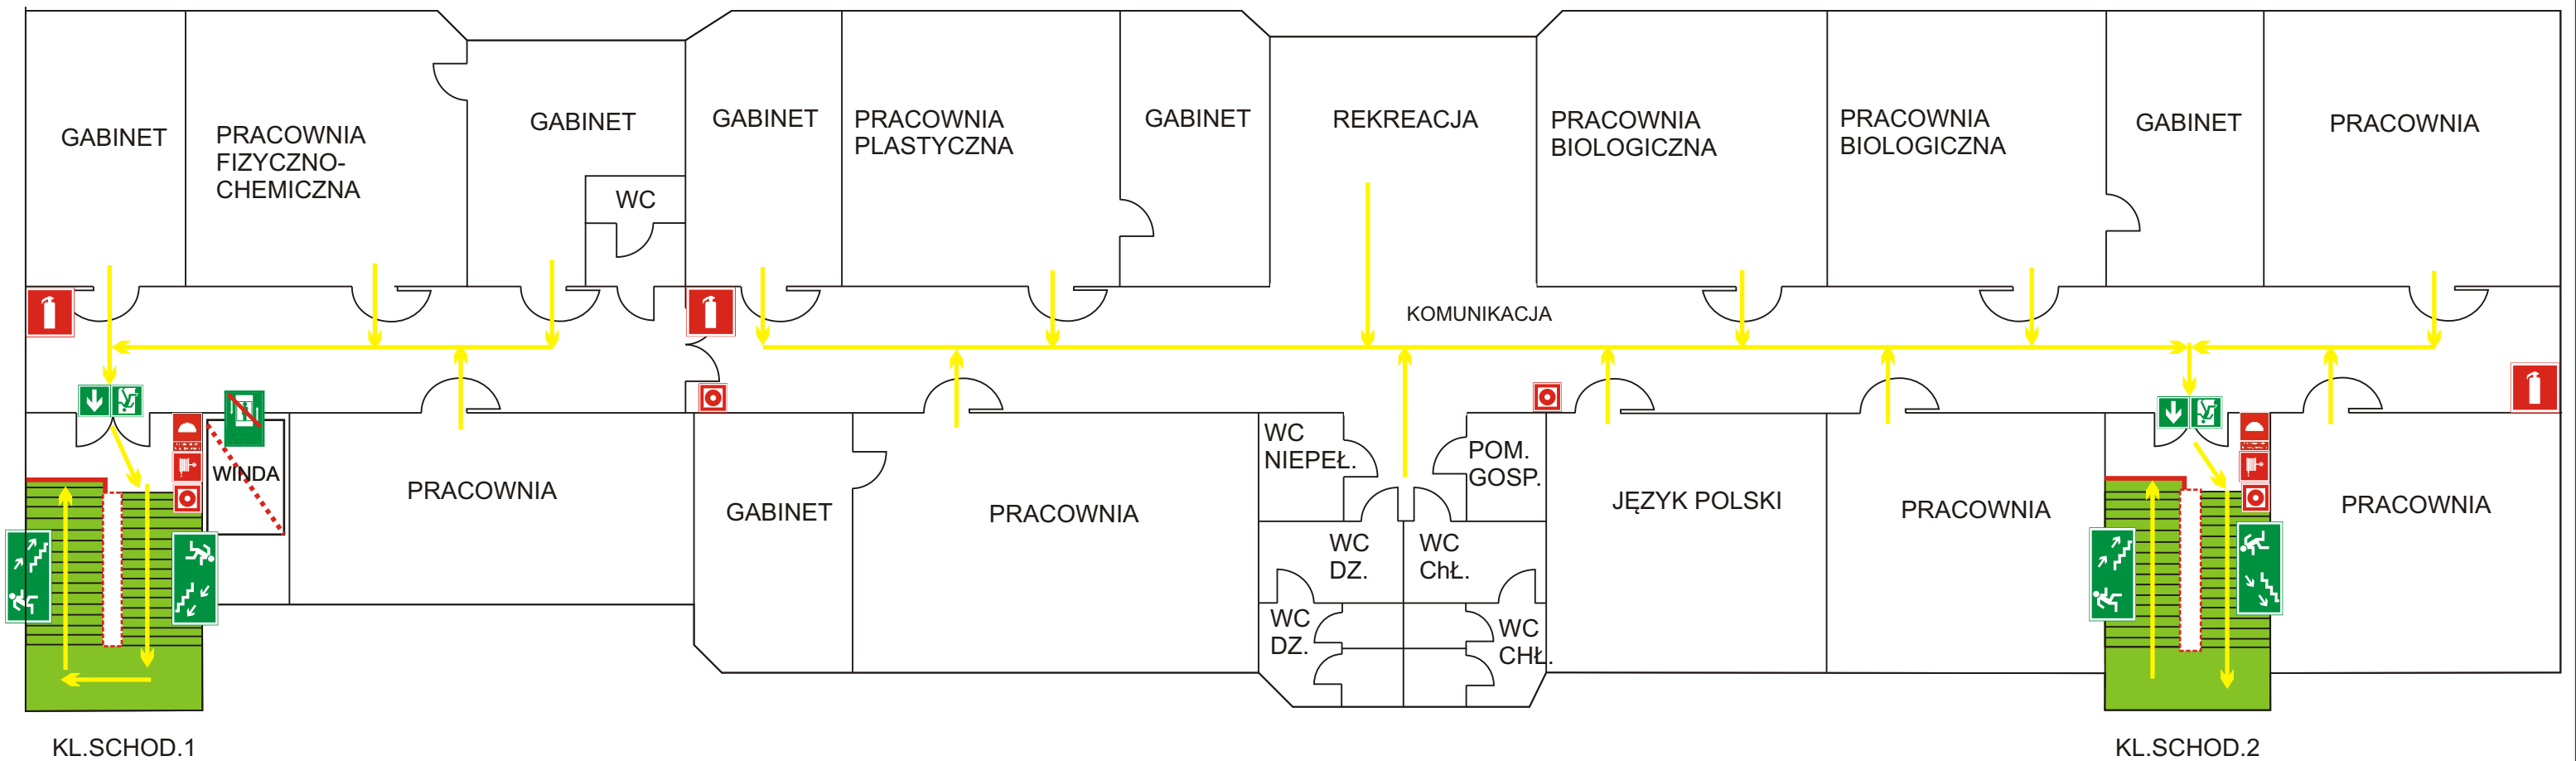 GABINET
PRACOWNIA
FIZYCZNO-
CHEMICZNA
GABINET
WC
GABINET
PRACOWNIA
PLASTYCZNA
GABINET
REKREACJA
PRACOWNIA
BIOLOGICZNA
PRACOWNIA
BIOLOGICZNA
GABINET
PRACOWNIA
KOMUNIKACJA
WINDA
PRACOWNIA
GABINET
PRACOWNIA
WC
NIEPEŁ.
POM.
GOSP.
WC
DZ.
WC
ChŁ.
WC
DZ.
WC
CHŁ.
JĘZYK POLSKI
PRACOWNIA
PRACOWNIA
KL.SCHOD.1
KL.SCHOD.2